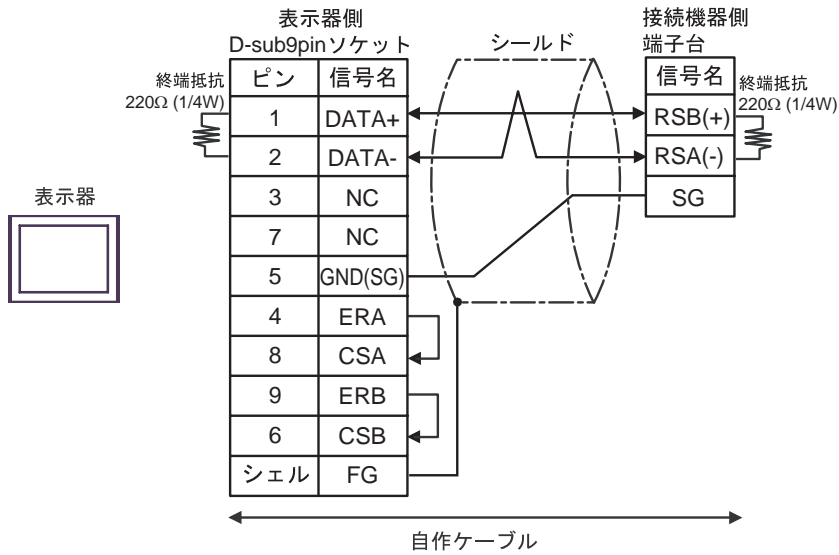 表示器側
D-sub9pinソケット
シールド
接続機器側
端子台
終端抵抗
220Ω (1/4W)
ピン 信号名
1 DATA+
2 DATA-
3 NC
7 NC
5 GND(SG)
4 ERA
8 CSA
9 ERB
6 CSB
シェル FG
信号名
RSB(+)
RSA(-)
SG
終端抵抗
220Ω (1/4W)
表示器
自作ケーブル